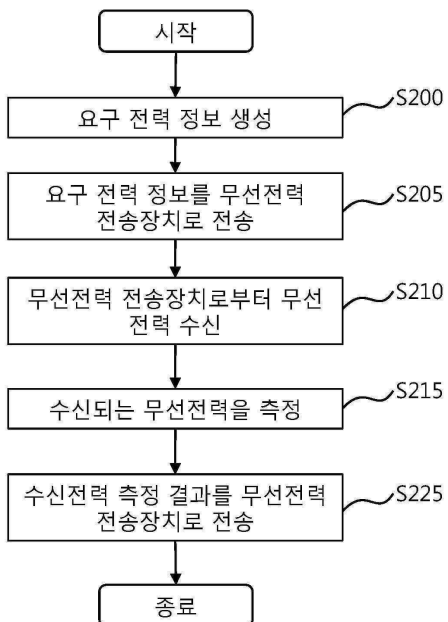 시작
요구 전력 정보 생성
S200
요구 전력 정보를 무선전력
전송장치로 전송
S205
무선전력 전송장치로부터 무선
전력 수신
S210
수신되는 무선전력을 측정
S215
수신전력 측정 결과를 무선전력
전송장치로 전송
S225
종료